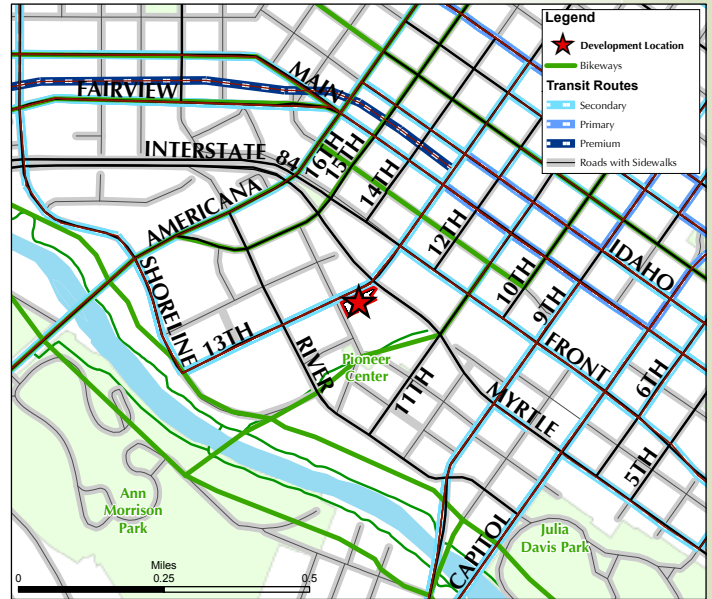 Legend
Development Location
Bikeways
Transit Routes
Secondary
Primary
Premium
Roads with Sidewalks
MAIN
FAIRVIEW
INTERSTATE 84
16TH
15TH
14TH
AMERICANA
12TH
IDAHO
10TH
9TH
SHORELINE
13TH
RIVER
Pioneer
Center
FRONT
6TH
11TH
MYRTLE
5TH
Ann
Morrison
Park
CAPITOL
Julia
Davis Park
Miles
0 0.25 0.5